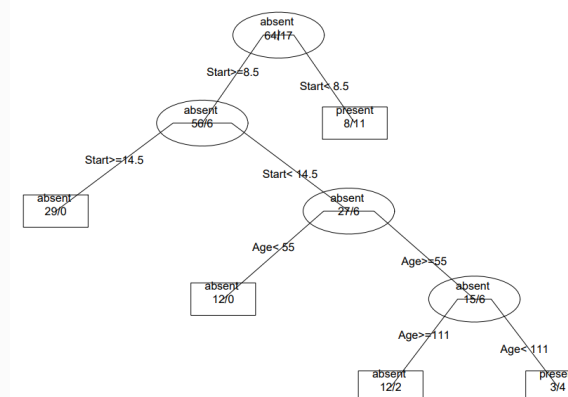 absent
64/17
Start>=8.5
Start< 8.5
absent
56/6
present
8/11
Start>=14.5
Start< 14.5
absent
29/0
absent
27/6
Age< 55
Age>=55
absent
12/0
absent
15/6
Age>=111
Age< 111
absent
12/2
prese
3/4